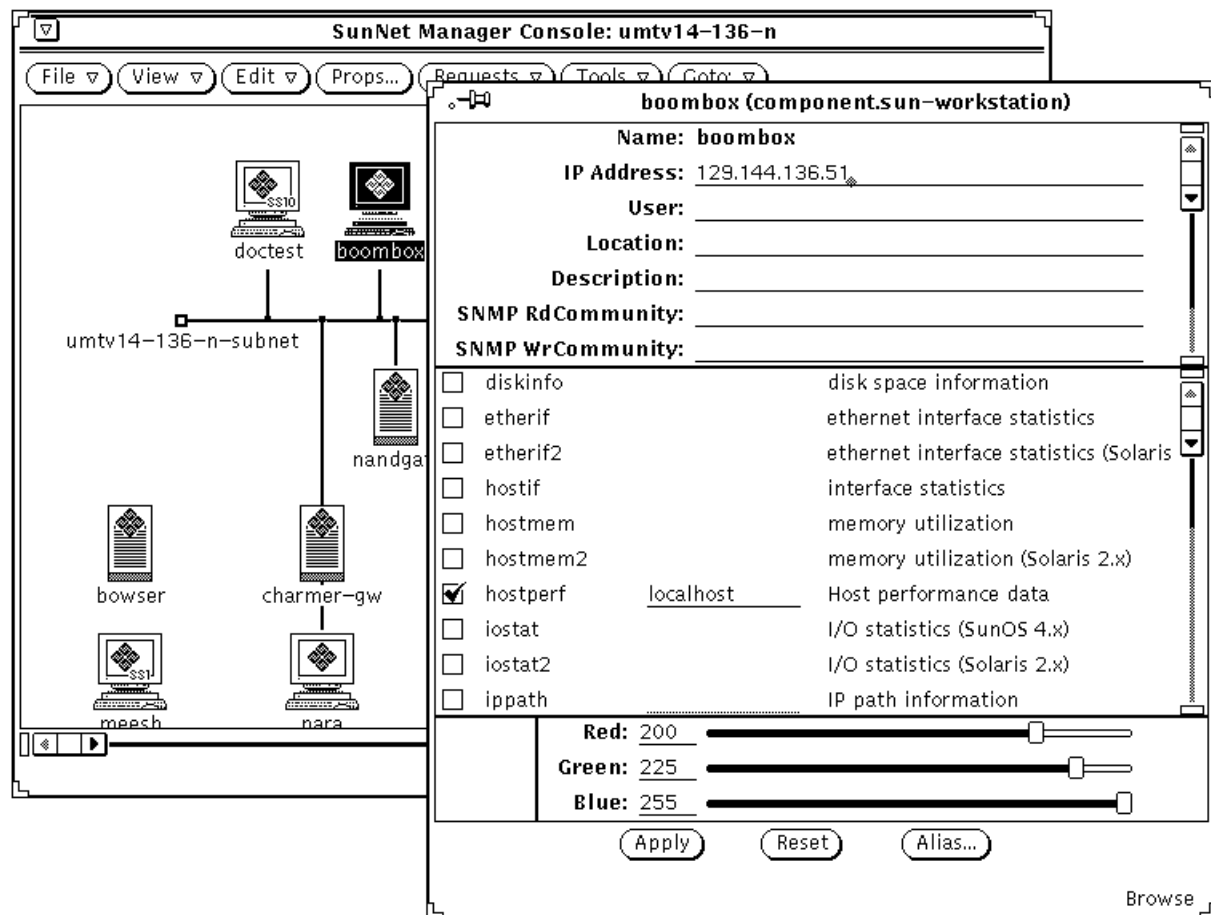 SunNet Manager Console: umtv14-136-n
File View Edit Props... Requests Tools Goto:
doctest
SS10
boombox
umtv14-136-n-subnet
bowser
charmer-gw
SS1
meesh
nara
boombox (component.sun-workstation)
Name: boombox
IP Address: 129.144.136.51
User:
Location:
Description:
SNMP RdCommunity:
SNMP WrCommunity:
diskinfo disk space information
etherif ethernet interface statistics
etherif2 ethernet interface statistics (Solaris
hostif interface statistics
hostmem memory utilization
hostmem2 memory utilization (Solaris 2.x)
hostperf localhost Host performance data
iostat I/O statistics (SunOS 4.x)
iostat2 I/O statistics (Solaris 2.x)
ippath IP path information
Red: 200
Green: 225
Blue: 255
Apply Reset Alias...
Browse